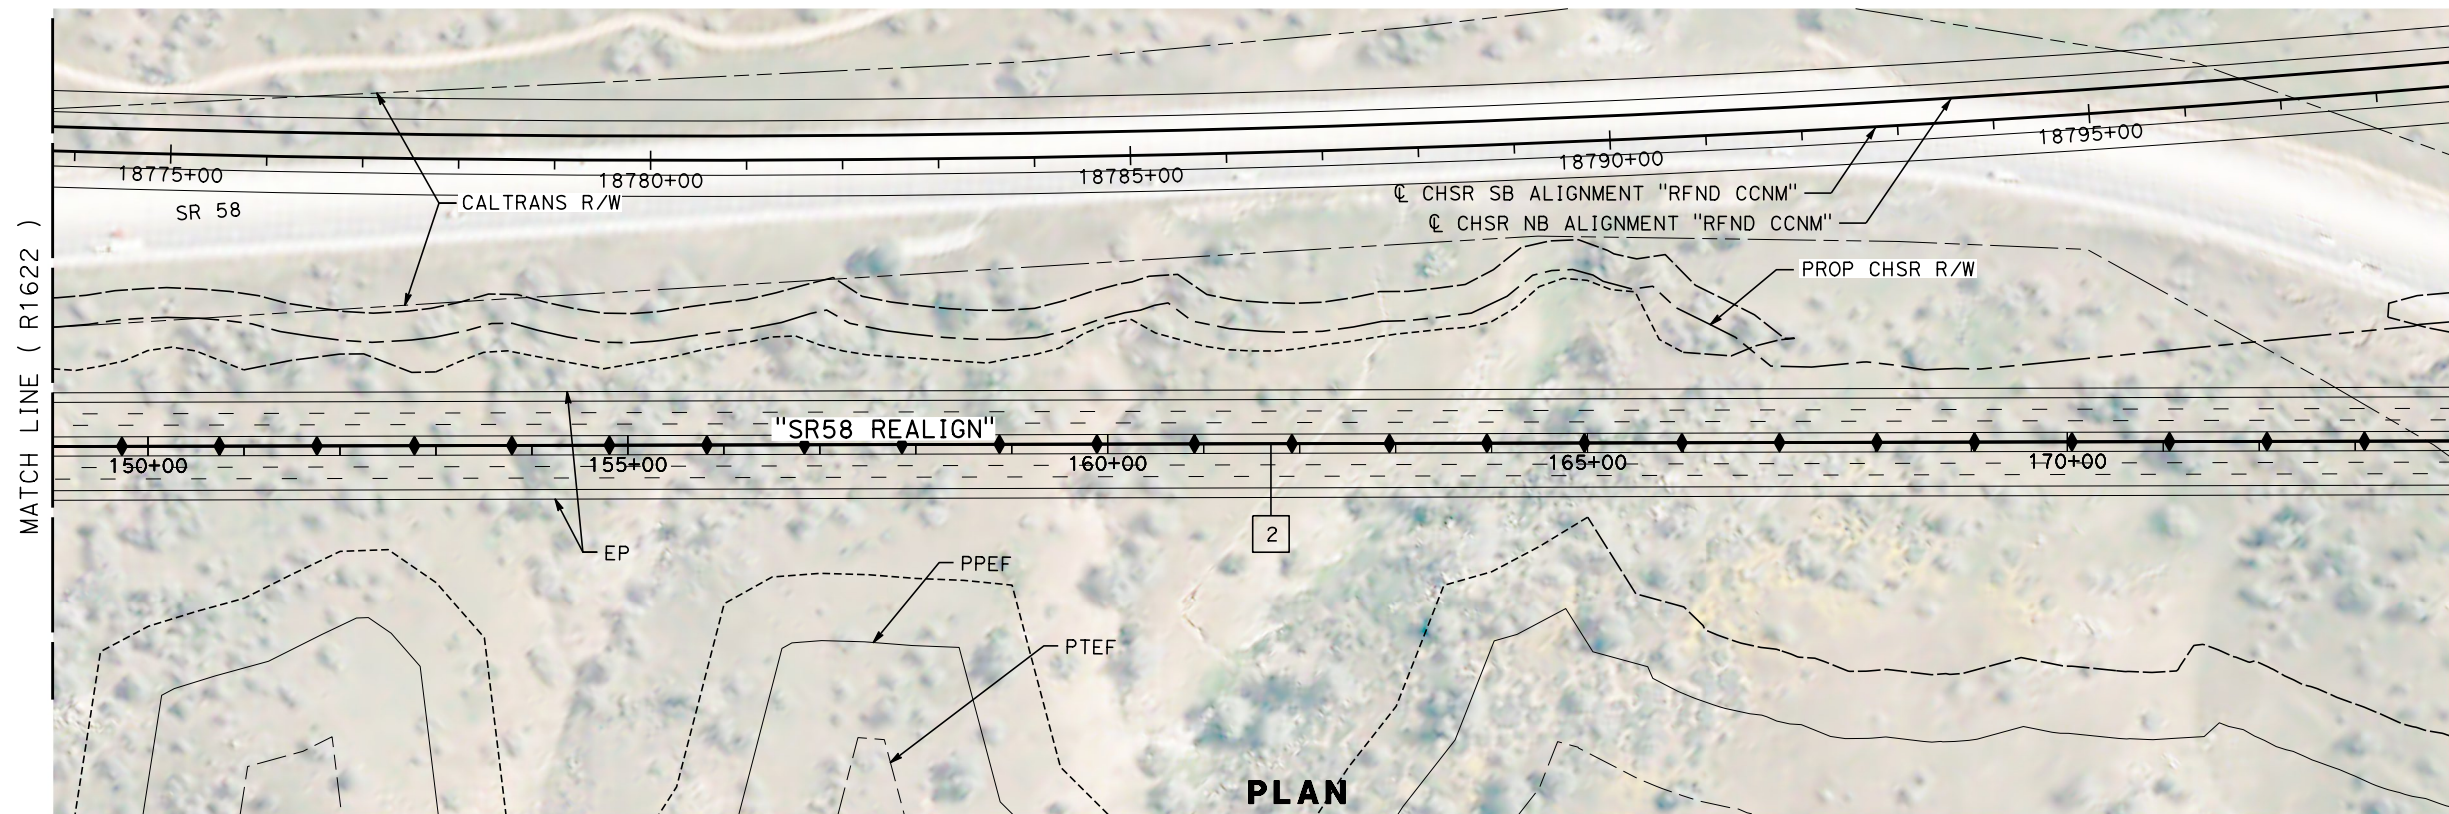 18775+00
18780+00
18785+00
18790+00
18795+00
SR 58
CALTRANS R/W
℄ CHSR SB ALIGNMENT "RFND CCNM"
℄ CHSR NB ALIGNMENT "RFND CCNM"
PROP CHSR R/W
MATCH LINE ( R1622 )
"SR58 REALIGN"
150+00
155+00
160+00
165+00
170+00
2
EP
PPEF
PTEF
PLAN